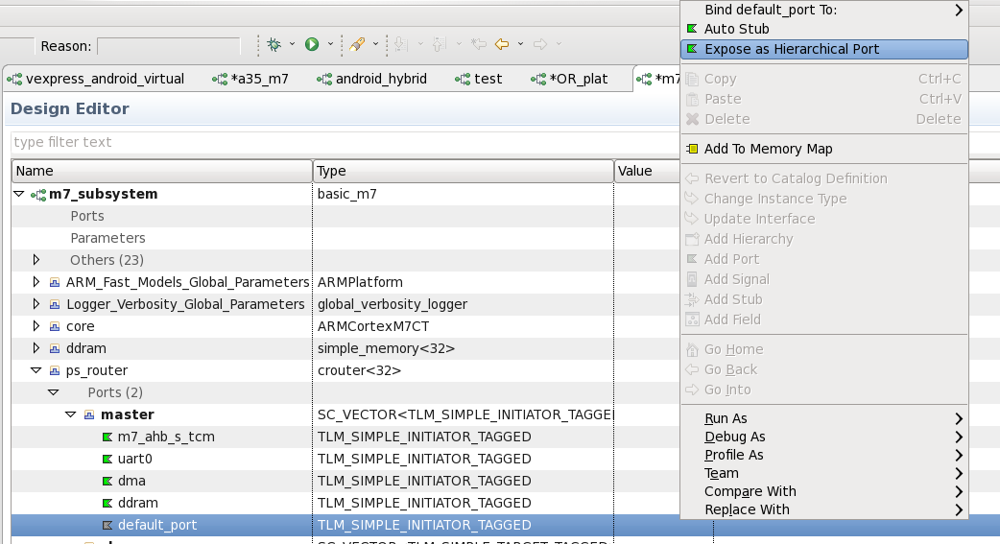 Bind default_port To:
Auto Stub
Reason:
Expose as Hierarchical Port
vexpress_android_virtual *a35_m7 android_hybrid test *OR_plat *m7
Copy Ctrl+C
Paste Ctrl+V
Delete Delete
Design Editor
type filter text
Add To Memory Map
Name Type Value
Revert to Catalog Definition
Change Instance Type
Update Interface
Add Hierarchy
Add Port
Add Signal
Add Stub
Add Field
Go Home
Go Back
Go Into
Run As
Debug As
Profile As
Team
Compare With
Replace With
m7_subsystem basic_m7
Ports
Parameters
Others (23)
ARM_Fast_Models_Global_Parameters ARMPlatform
Logger_Verbosity_Global_Parameters global_verbosity_logger
core ARMCortexM7CT
ddram simple_memory<32>
ps_router crouter<32>
Ports (2)
master SC_VECTOR<TLM_SIMPLE_INITIATOR_TAGGE
m7_ahb_s_tcm TLM_SIMPLE_INITIATOR_TAGGED
uart0 TLM_SIMPLE_INITIATOR_TAGGED
dma TLM_SIMPLE_INITIATOR_TAGGED
ddram TLM_SIMPLE_INITIATOR_TAGGED
default_port TLM_SIMPLE_INITIATOR_TAGGED